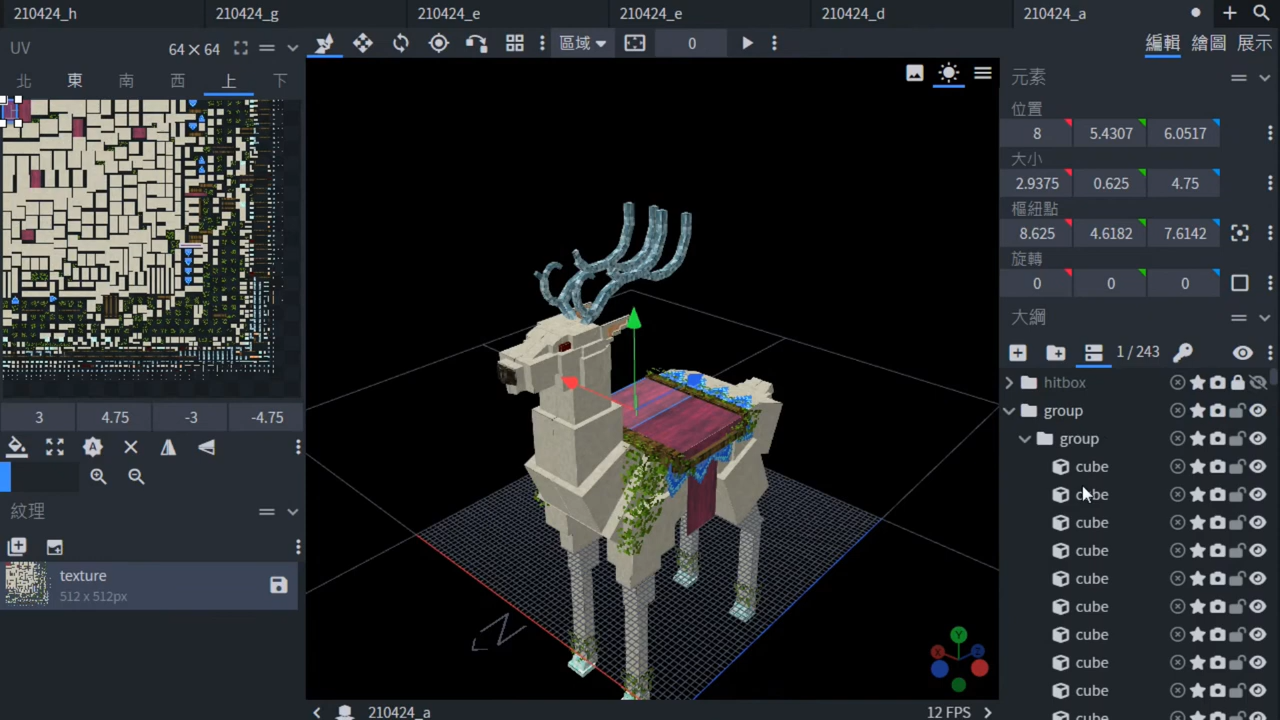 210424_h
210424_g
210424_e
210424_e
210424_d
210424_a
UV
64 × 64
北
東
南
西
上
下
3
4.75
-3
-4.75
紋理
texture
512 x 512px
區域
0
編輯
繪圖
展示
元素
位置
8
5.4307
6.0517
大小
2.9375
0.625
4.75
樞紐點
8.625
4.6182
7.6142
旋轉
0
0
0
大綱
1 / 243
hitbox
group
group
cube
cube
cube
cube
cube
cube
cube
cube
cube
cube
N
Y
X
Z
210424_a
12 FPS